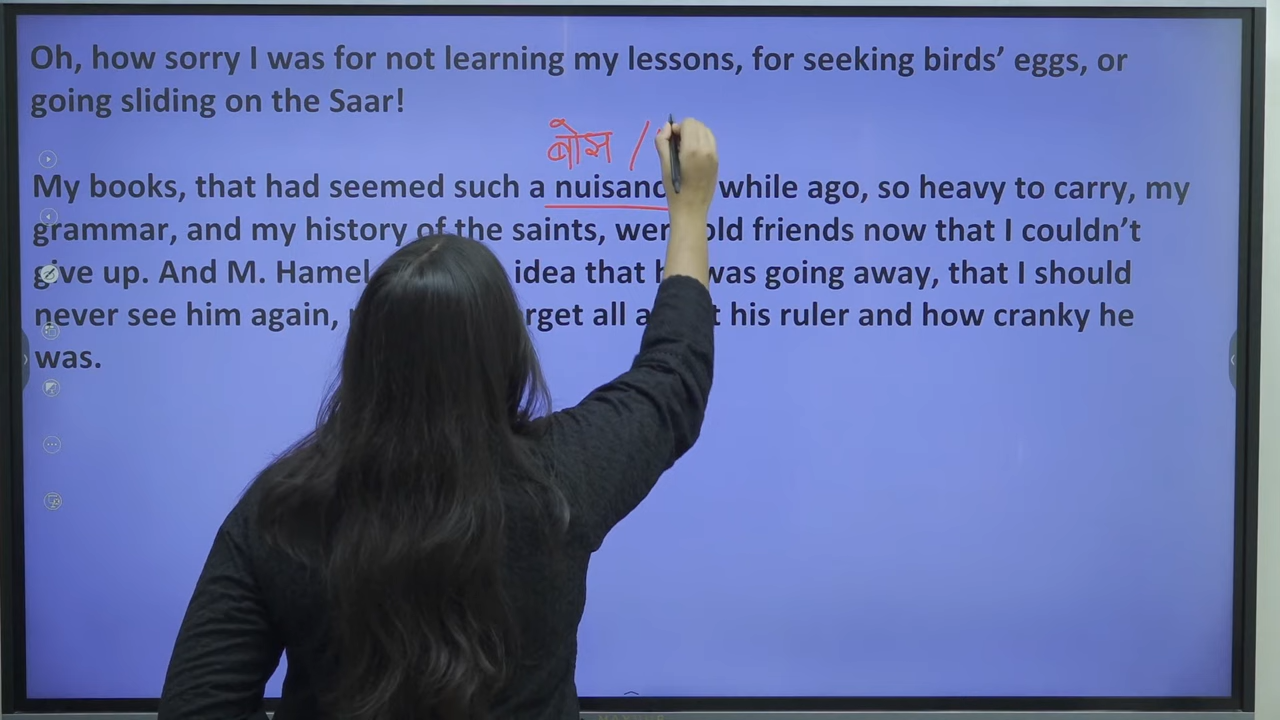 Oh, how sorry I was for not learning my lessons, for seeking birds' eggs, or
going sliding on the Saar!
बोझ /
My books, that had seemed such a nuisanc while ago, so heavy to carry, my
grammar, and my history of the saints, wer old friends now that I couldn't
give up. And M. Hamel idea that was going away, that I should
never see him again, rget all his ruler and how cranky he
was.